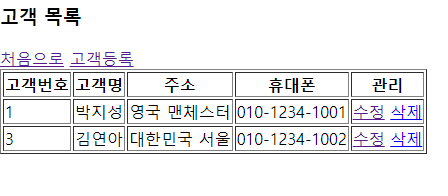 고객 목록
처음으로 고객등록
고객번호 고객명 주소 휴대폰 관리
1 박지성 영국 맨체스터 010-1234-1001 수정 삭제
3 김연아 대한민국 서울 010-1234-1002 수정 삭제